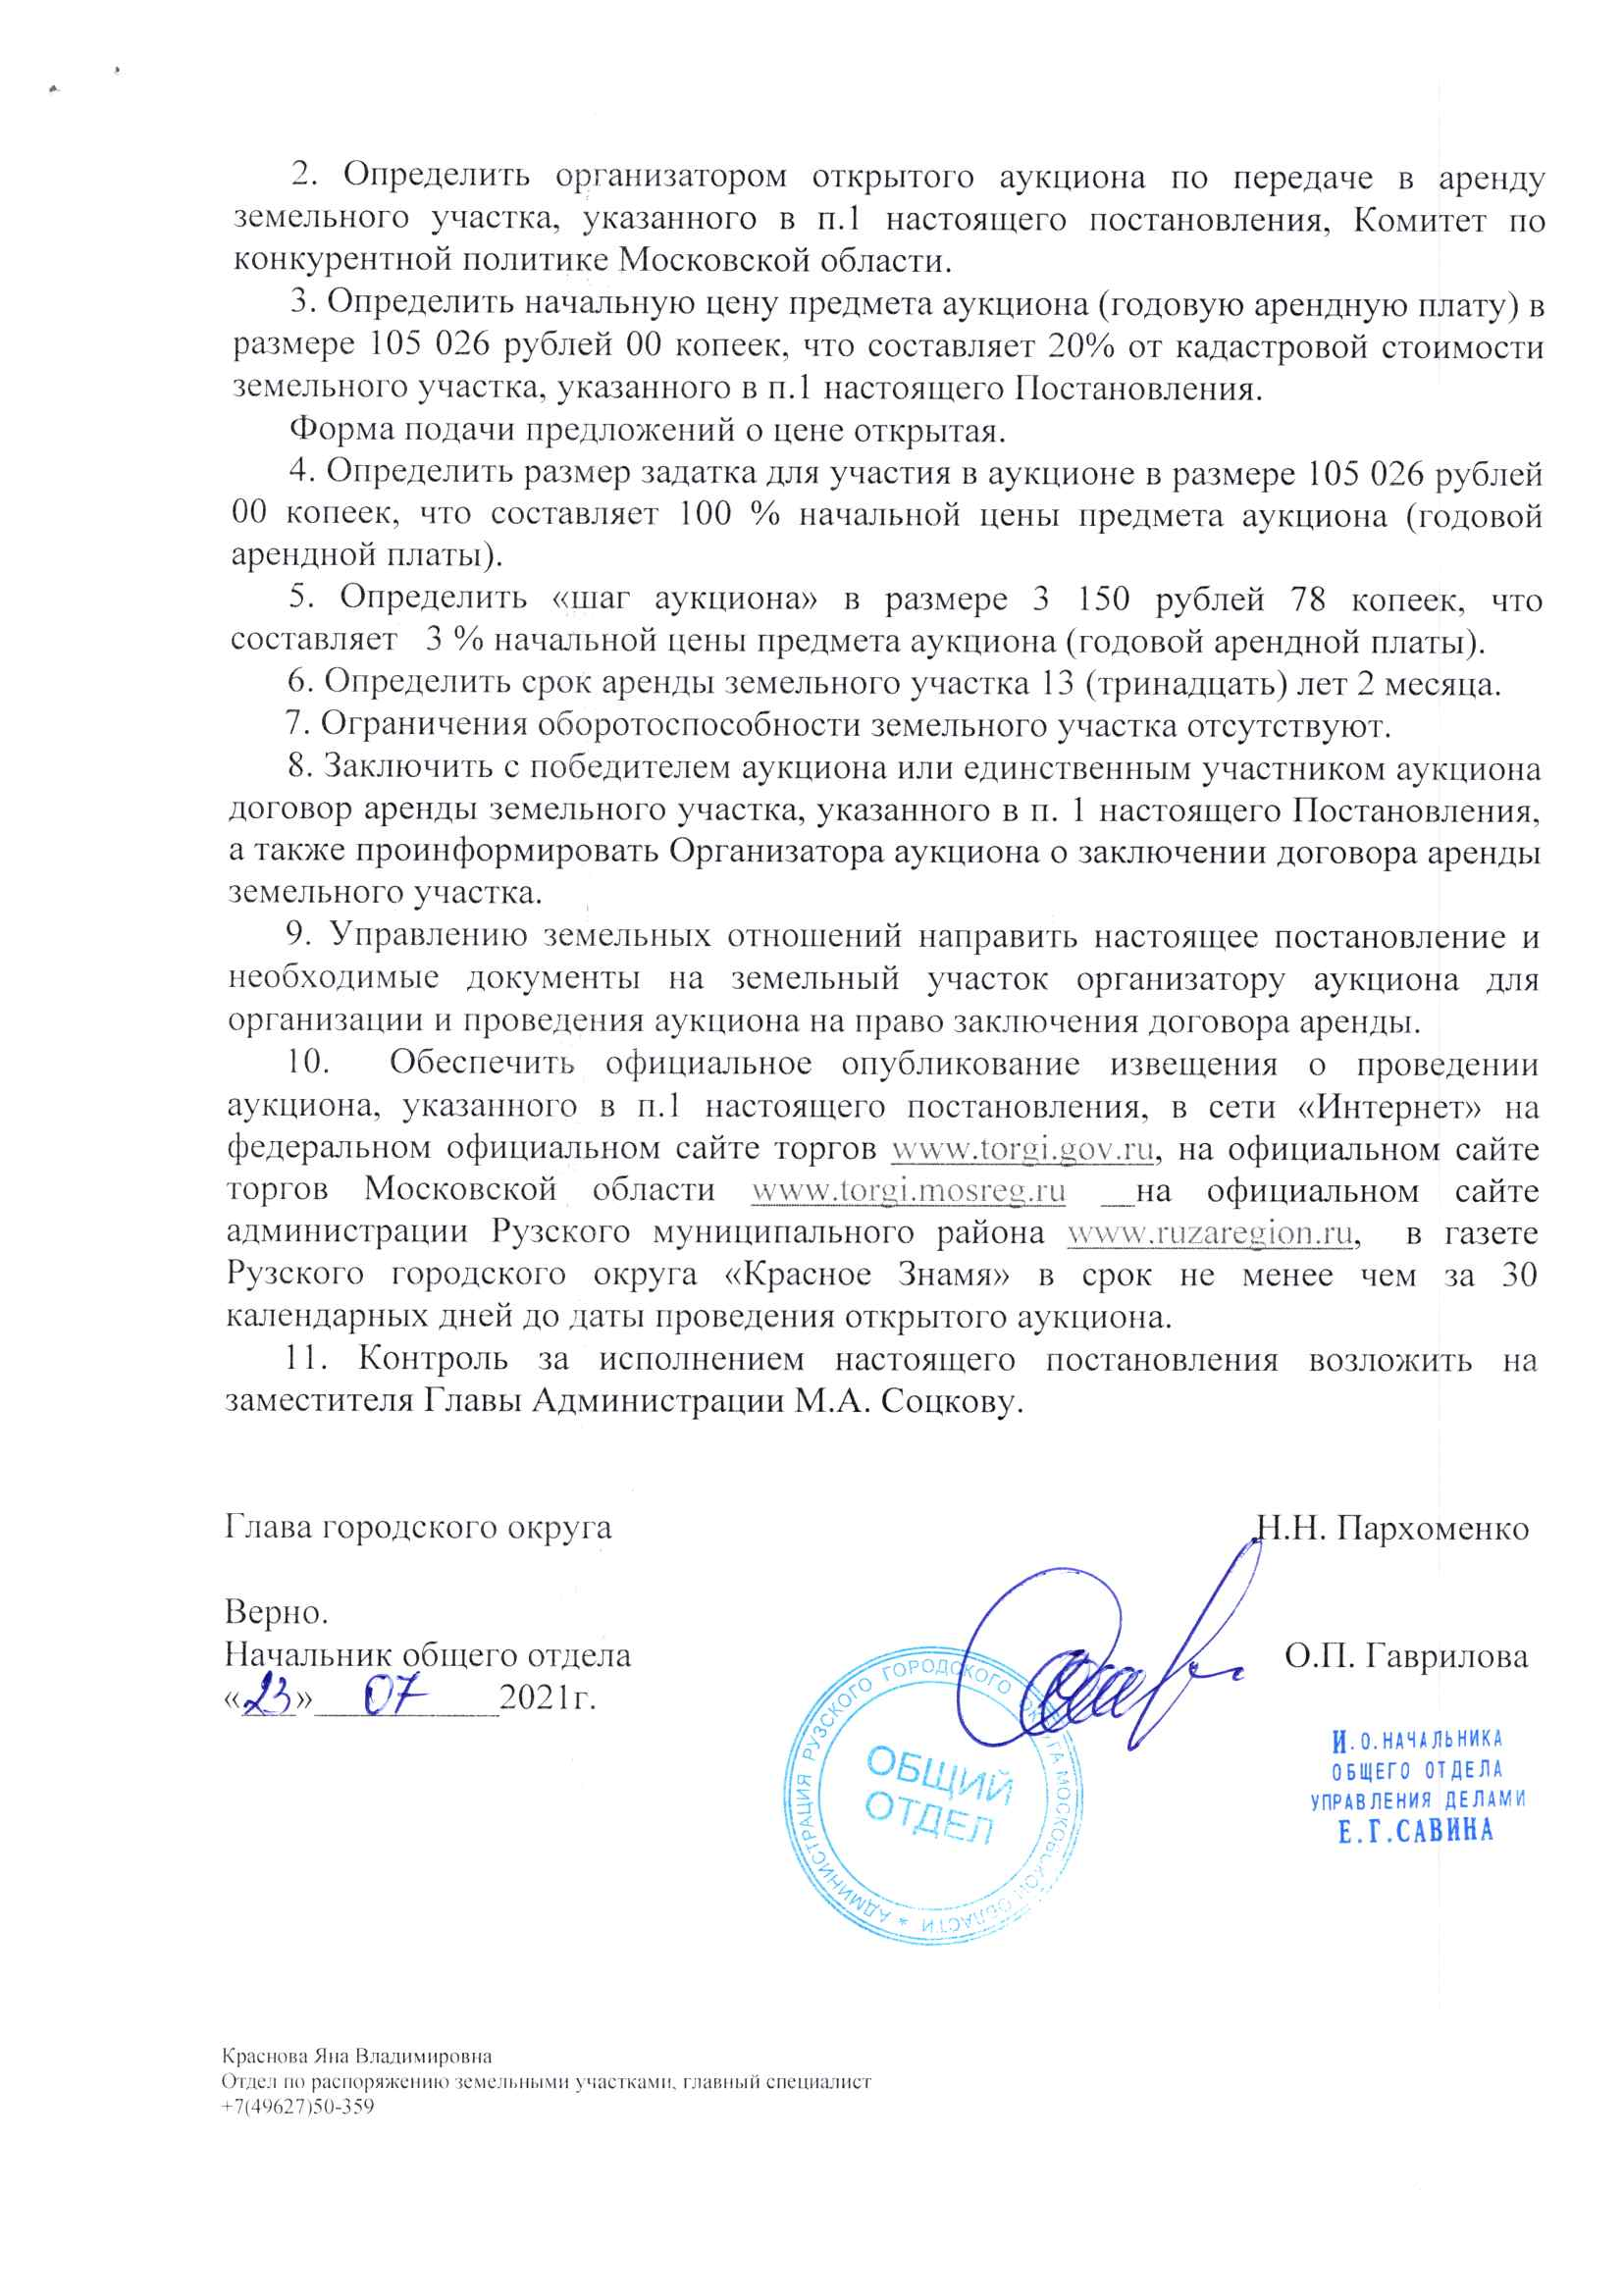 2. Определить организатором открытого аукциона по передаче в аренду
земельного участка, указанного в п.1 настоящего постановления, Комитет по
конкурентной политике Московской области.
3. Определить начальную цену предмета аукциона (годовую арендную плату) в
размере 105 026 рублей 00 копеек, что составляет 20% от кадастровой стоимости
земельного участка, указанного в п.1 настоящего Постановления.
Форма подачи предложений о цене открытая.
4. Определить размер задатка для участия в аукционе в размере 105 026 рублей
00 копеек, что составляет 100 % начальной цены предмета аукциона (годовой
арендной платы).
5. Определить «шаг аукциона» в размере 3 150 рублей 78 копеек, что
составляет 3 % начальной цены предмета аукциона (годовой арендной платы).
6. Определить срок аренды земельного участка 13 (тринадцать) лет 2 месяца.
7. Ограничения оборотоспособности земельного участка отсутствуют.
8. Заключить с победителем аукциона или единственным участником аукциона
договор аренды земельного участка, указанного в п. 1 настоящего Постановления,
а также проинформировать Организатора аукциона о заключении договора аренды
земельного участка.
9. Управлению земельных отношений направить настоящее постановление и
необходимые документы на земельный участок организатору аукциона для
организации и проведения аукциона на право заключения договора аренды.
10. Обеспечить официальное опубликование извещения о проведении
аукциона, указанного в п.1 настоящего постановления, в сети «Интернет» на
федеральном официальном сайте торгов www.torgi.gov.ru, на официальном сайте
торгов Московской области www.torgi.mosreg.ru __на официальном сайте
администрации Рузского муниципального района www.ruzaregion.ru, в газете
Рузского городского округа «Красное Знамя» в срок не менее чем за 30
календарных дней до даты проведения открытого аукциона.
11. Контроль за исполнением настоящего постановления возложить на
заместителя Главы Администрации М.А. Соцкову.
Глава городского округа Н.Н. Пархоменко
Верно.
Начальник общего отдела О.П. Гаврилова
«23» 07 2021г.
АДМИНИСТРАЦИЯ РУЗСКОГО ГОРОДСКОГО ОКРУГА МОСКОВСКОЙ ОБЛАСТИ *
ОБЩИЙ
ОТДЕЛ
И.О.НАЧАЛЬНИКА
ОБЩЕГО ОТДЕЛА
УПРАВЛЕНИЯ ДЕЛАМИ
Е.Г.САВИНА
Краснова Яна Владимировна
Отдел по распоряжению земельными участками, главный специалист
+7(49627)50-359